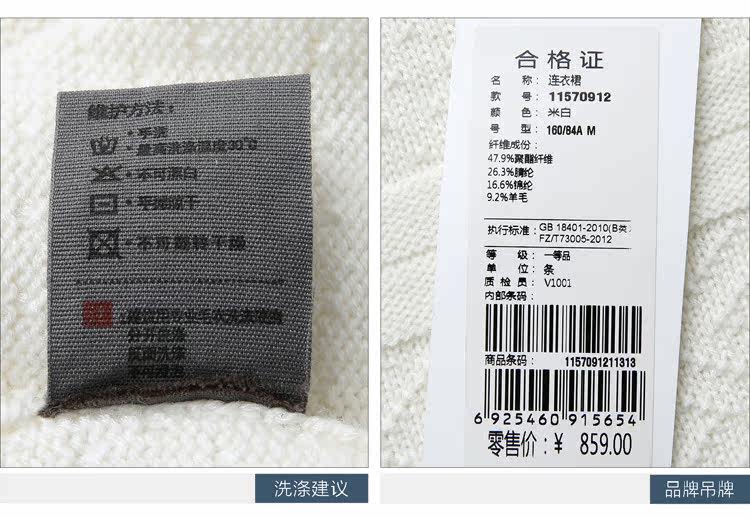 维护方法：
·手洗
·最高洗涤温度30°C
·不可漂白
·平摊晾干
·不可翻转干燥
洗涤建议
合格证
名 称：连衣裙
款 号：11570912
颜 色：米白
号 型：160/84A M
纤维成份：
47.9%聚酯纤维
26.3%腈纶
16.6%锦纶
9.2%羊毛
执行标准：GB 18401-2010(B类)
FZ/T73005-2012
等 级：一等品
单 位：条
质 检 员：V1001
内部条码：
商品条码：1157091211313
6 925460 915654
零售价：¥ 859.00
品牌吊牌